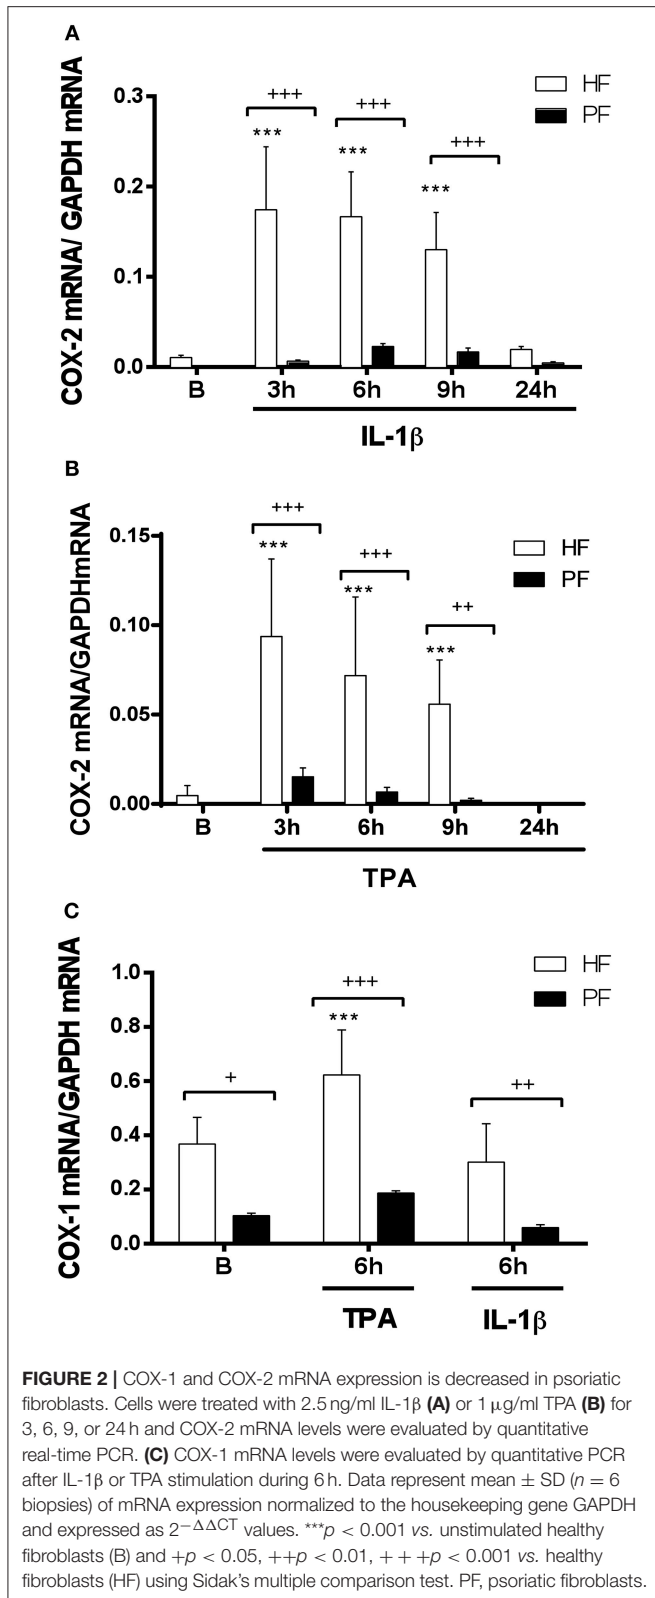 A
COX-2 mRNA/ GAPDH mRNA
HF
PF
0.3
0.2
0.1
0.0
+++
+++
+++
***
***
***
B 3h 6h 9h 24h
IL-1β
B
COX-2 mRNA/GAPDHmRNA
HF
PF
0.15
0.10
0.05
0.00
+++
+++
++
***
***
***
B 3h 6h 9h 24h
TPA
C
COX-1 mRNA/GAPDH mRNA
HF
PF
1.0
0.8
0.6
0.4
0.2
0.0
+
+++
++
***
B 6h 6h
TPA IL-1β
FIGURE 2 | COX-1 and COX-2 mRNA expression is decreased in psoriatic
fibroblasts. Cells were treated with 2.5 ng/ml IL-1β (A) or 1 μg/ml TPA (B) for
3, 6, 9, or 24 h and COX-2 mRNA levels were evaluated by quantitative
real-time PCR. (C) COX-1 mRNA levels were evaluated by quantitative PCR
after IL-1β or TPA stimulation during 6 h. Data represent mean ± SD (n = 6
biopsies) of mRNA expression normalized to the housekeeping gene GAPDH
and expressed as 2−ΔΔCT values. ***p < 0.001 vs. unstimulated healthy
fibroblasts (B) and +p < 0.05, ++p < 0.01, + + +p < 0.001 vs. healthy
fibroblasts (HF) using Sidak's multiple comparison test. PF, psoriatic fibroblasts.